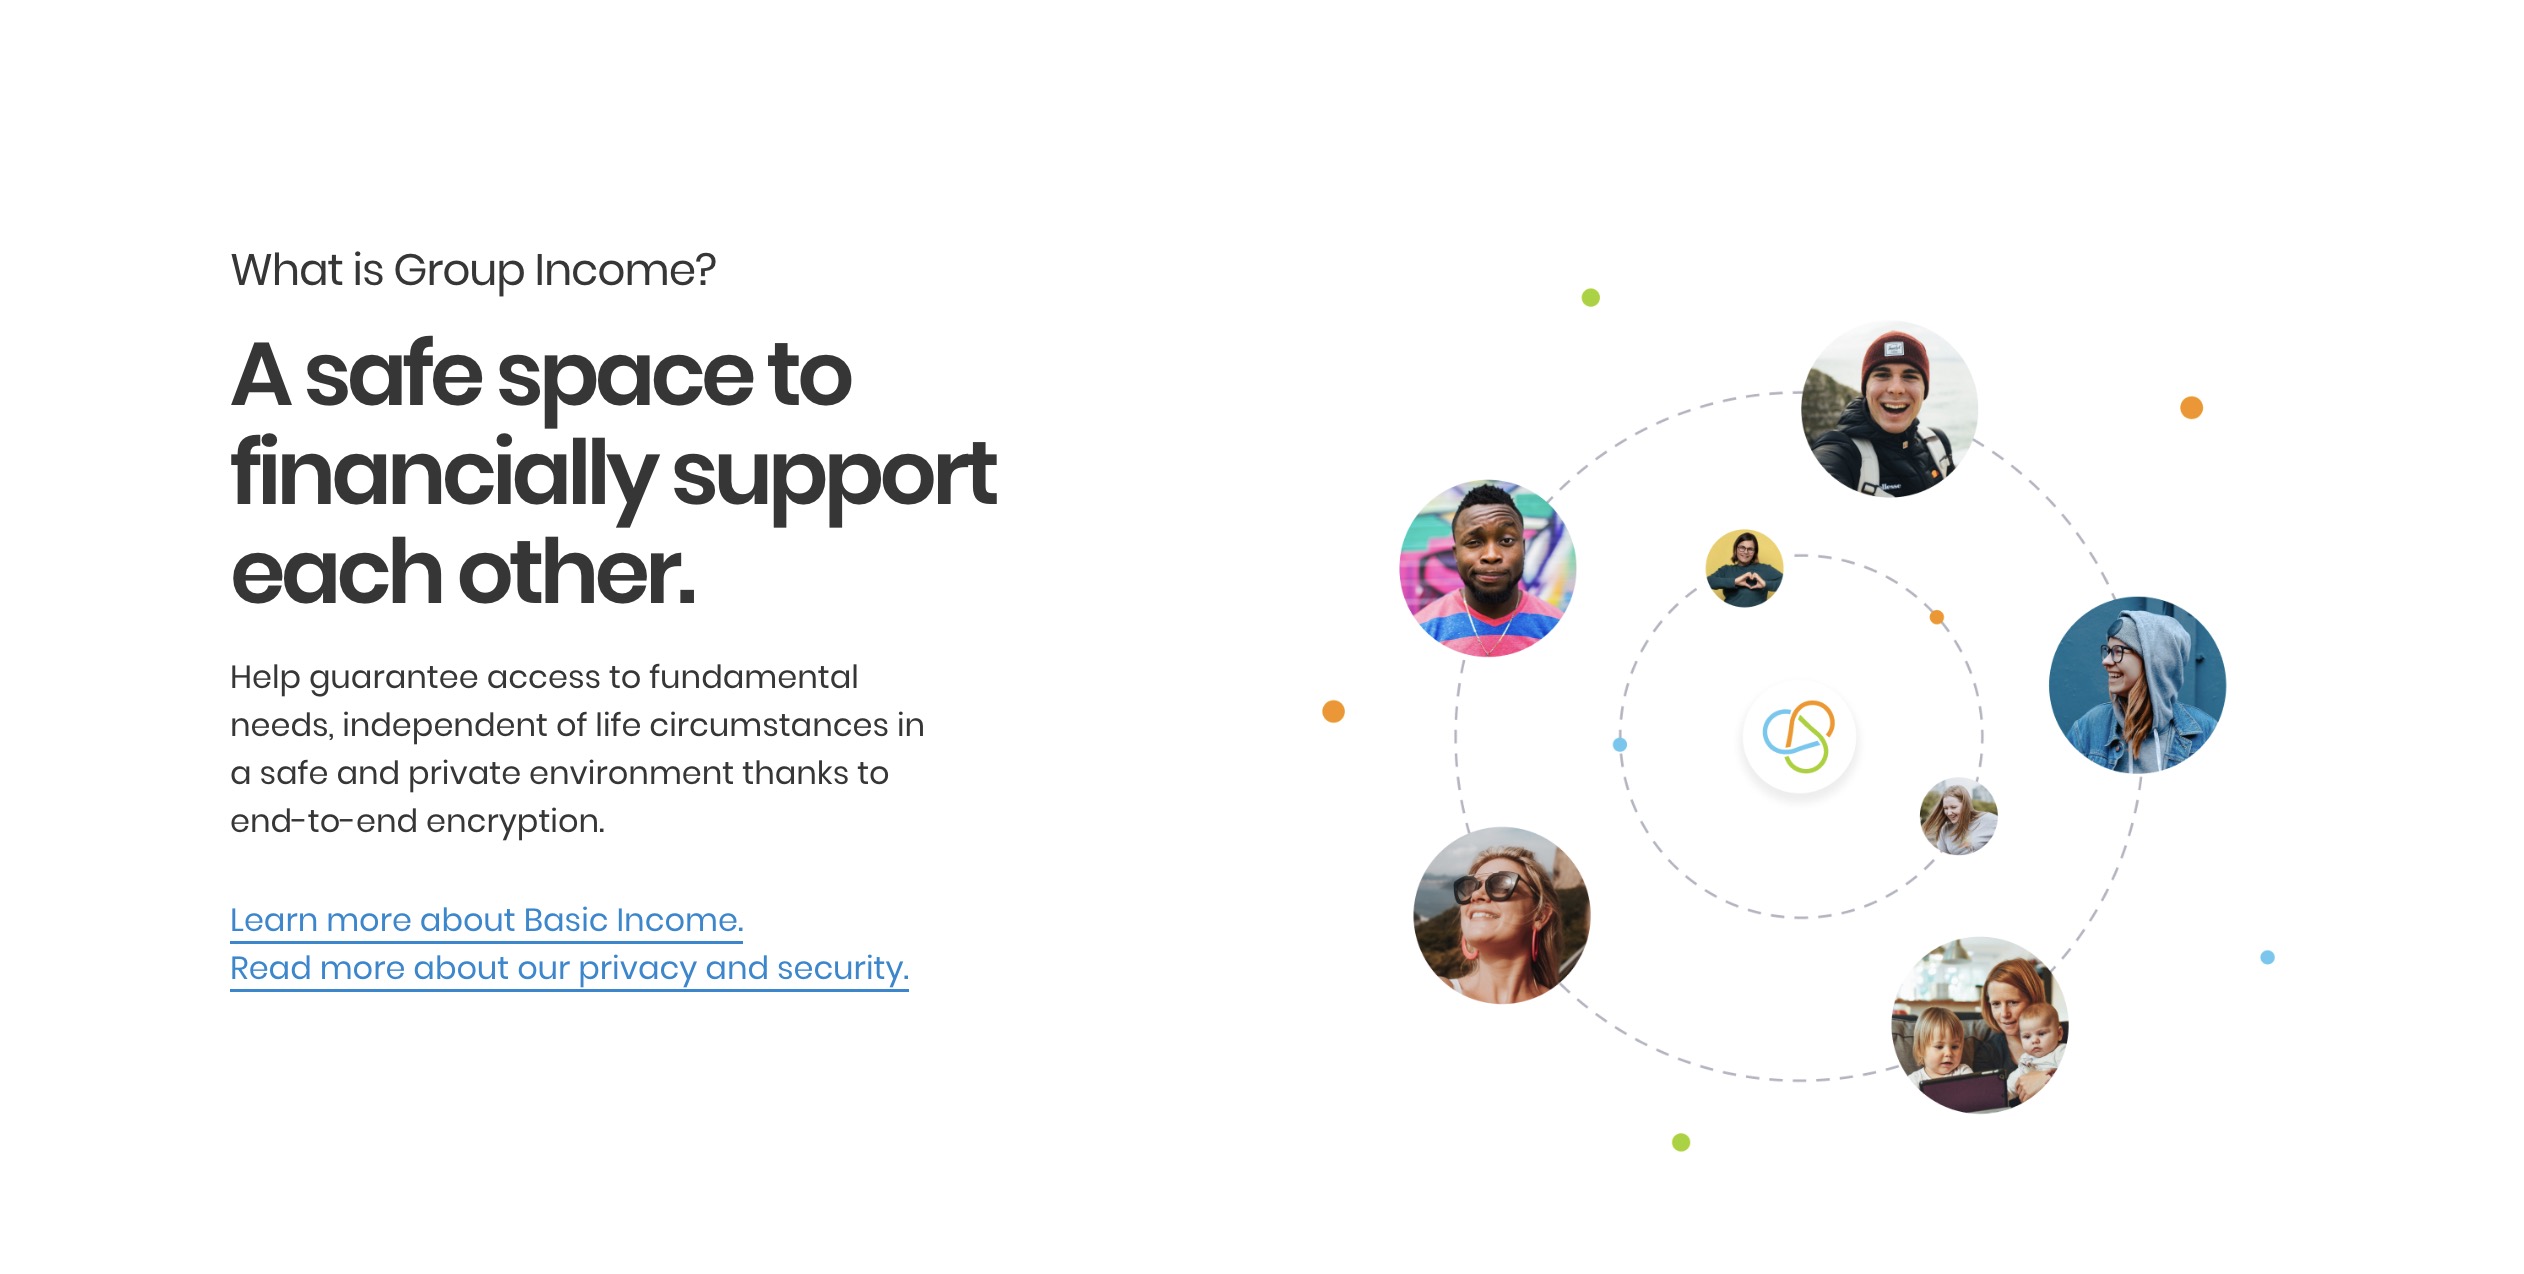 What is Group Income?
A safe space to
financially support
each other.
Help guarantee access to fundamental
needs, independent of life circumstances in
a safe and private environment thanks to
end-to-end encryption.
Learn more about Basic Income.
Read more about our privacy and security.